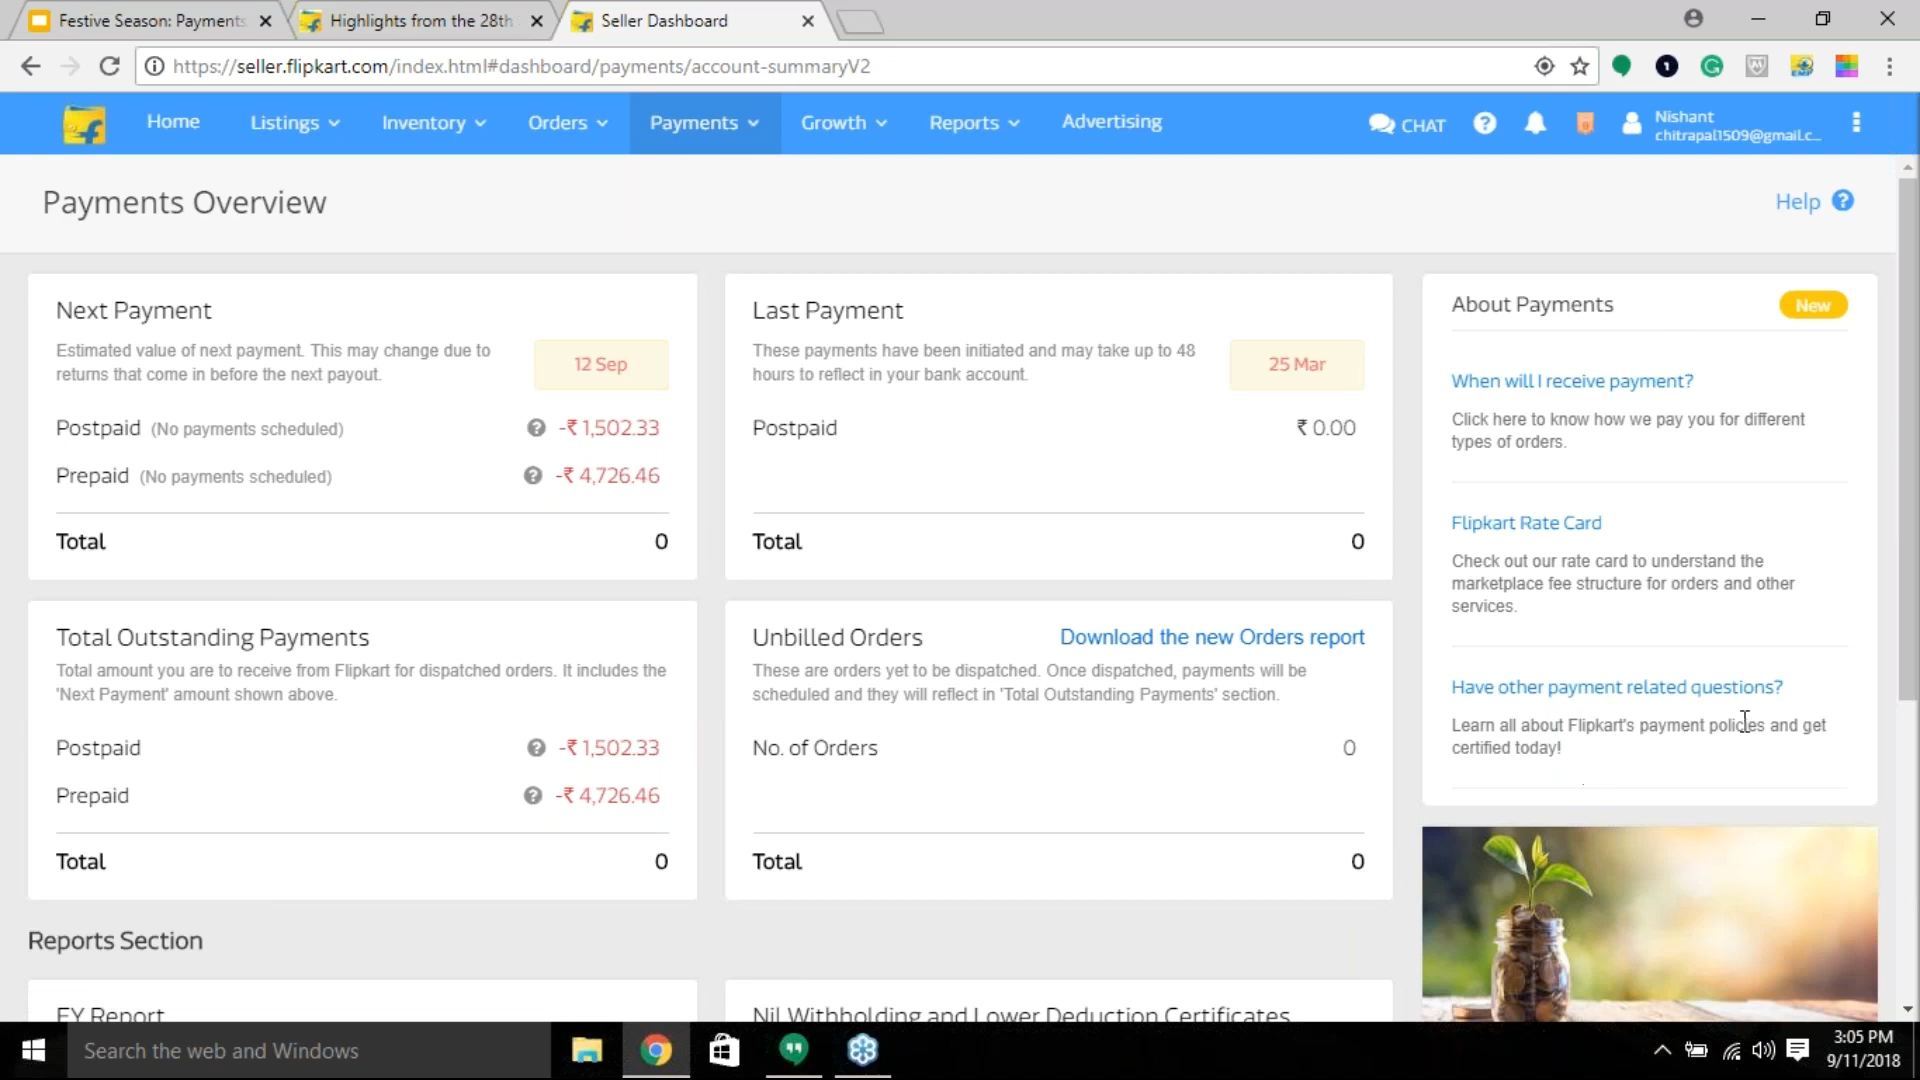 Festive Season: Payments
Highlights from the 28th
Seller Dashboard
https://seller.flipkart.com/index.html#dashboard/payments/account-summaryV2
Home
Listings
Inventory
Orders
Payments
Growth
Reports
Advertising
CHAT
Nishant
chitrapal1509@gmail.c...
Payments Overview
Help
Next Payment
Estimated value of next payment. This may change due to
returns that come in before the next payout.
12 Sep
Postpaid (No payments scheduled) -₹ 1,502.33
Prepaid (No payments scheduled) -₹ 4,726.46
Total 0
Last Payment
These payments have been initiated and may take up to 48
hours to reflect in your bank account.
25 Mar
Postpaid ₹ 0.00
Total 0
About Payments
New
When will I receive payment?
Click here to know how we pay you for different
types of orders.
Flipkart Rate Card
Check out our rate card to understand the
marketplace fee structure for orders and other
services.
Have other payment related questions?
Learn all about Flipkart's payment policies and get
certified today!
Total Outstanding Payments
Total amount you are to receive from Flipkart for dispatched orders. It includes the
'Next Payment' amount shown above.
Postpaid -₹ 1,502.33
Prepaid -₹ 4,726.46
Total 0
Unbilled Orders
Download the new Orders report
These are orders yet to be dispatched. Once dispatched, payments will be
scheduled and they will reflect in 'Total Outstanding Payments' section.
No. of Orders 0
Total 0
Reports Section
FY Report
Nil Withholding and Lower Deduction Certificates
Search the web and Windows
3:05 PM
9/11/2018